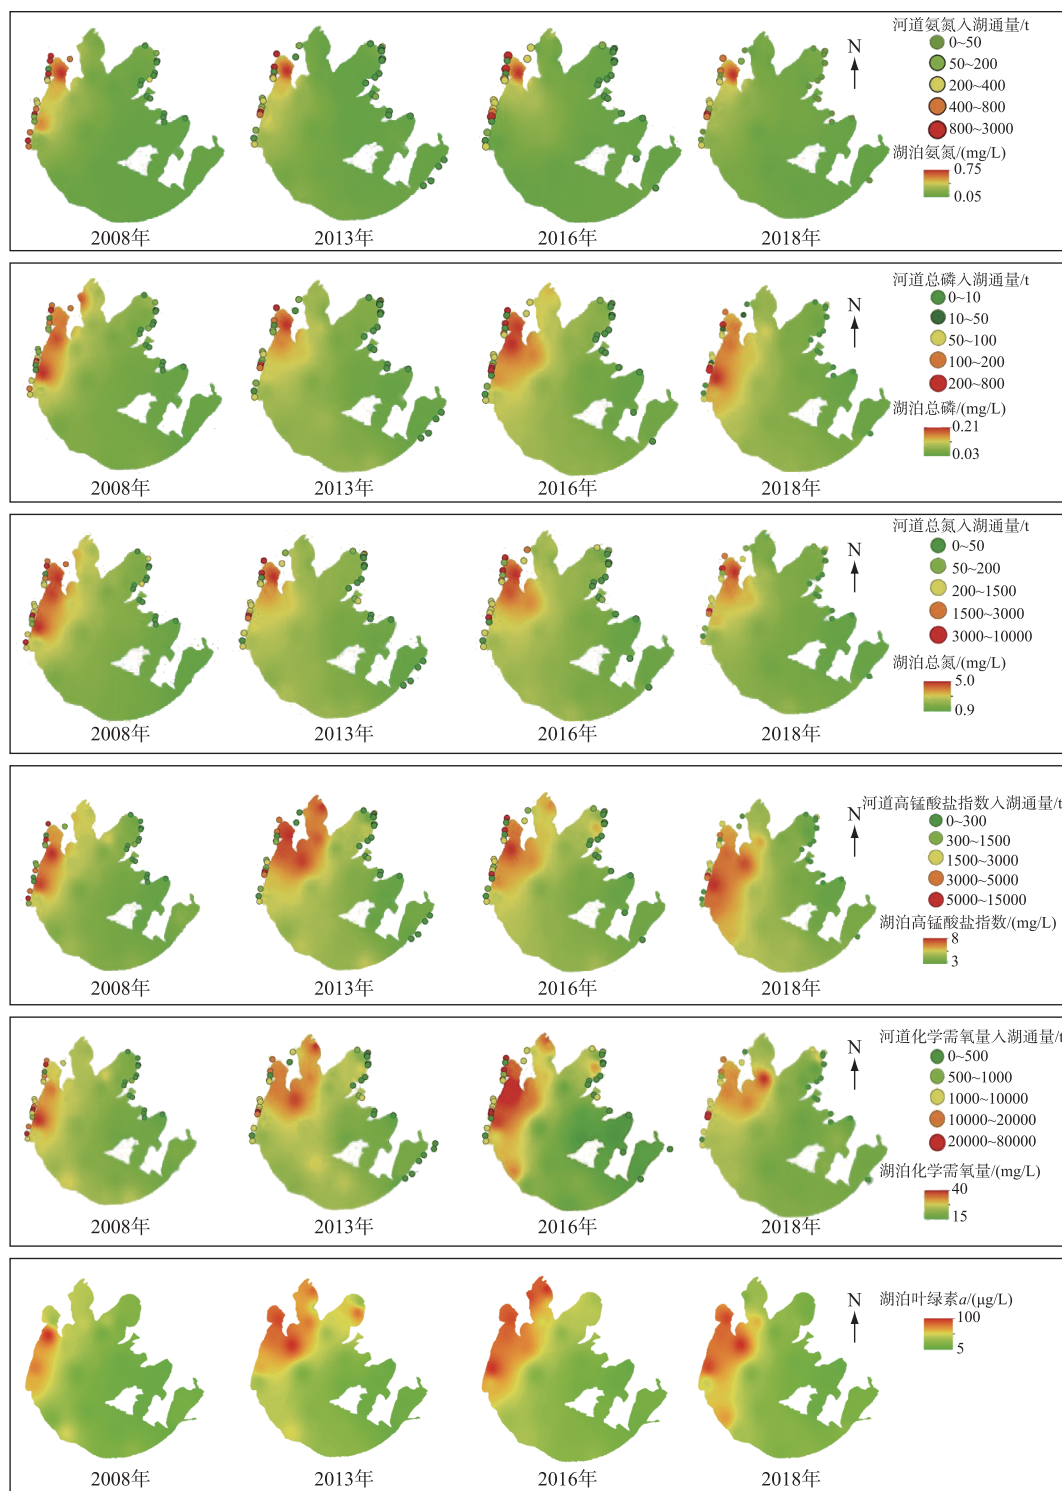 河道氨氮入湖通量/t
N
0~50
50~200
200~400
400~800
800~3000
湖泊氨氮/(mg/L)
0.75
0.05
2008年
2013年
2016年
2018年
河道总磷入湖通量/t
N
0~10
10~50
50~100
100~200
200~800
湖泊总磷/(mg/L)
0.21
0.03
2008年
2013年
2016年
2018年
河道总氮入湖通量/t
N
0~50
50~200
200~1500
1500~3000
3000~10000
湖泊总氮/(mg/L)
5.0
0.9
2008年
2013年
2016年
2018年
河道高锰酸盐指数入湖通量/t
N
0~300
300~1500
1500~3000
3000~5000
5000~15000
湖泊高锰酸盐指数/(mg/L)
8
3
2008年
2013年
2016年
2018年
河道化学需氧量入湖通量/t
N
0~500
500~1000
1000~10000
10000~20000
20000~80000
湖泊化学需氧量/(mg/L)
40
15
2008年
2013年
2016年
2018年
湖泊叶绿素a/(μg/L)
N
100
5
2008年
2013年
2016年
2018年